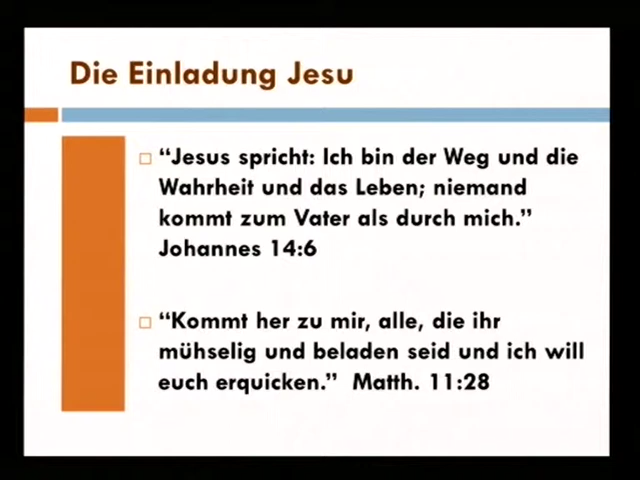 Die Einladung Jesu
“Jesus spricht: Ich bin der Weg und die
Wahrheit und das Leben; niemand
kommt zum Vater als durch mich.”
Johannes 14:6
“Kommt her zu mir, alle, die ihr
mühselig und beladen seid und ich will
euch erquicken.” Matth. 11:28